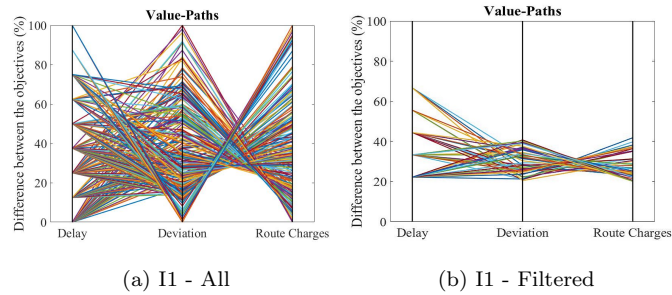 Value-Paths
Difference between the objectives (%)
100
80
60
40
20
0
Delay Deviation Route Charges
(a) I1 - All
Value-Paths
Difference between the objectives (%)
100
80
60
40
20
0
Delay Deviation Route Charges
(b) I1 - Filtered